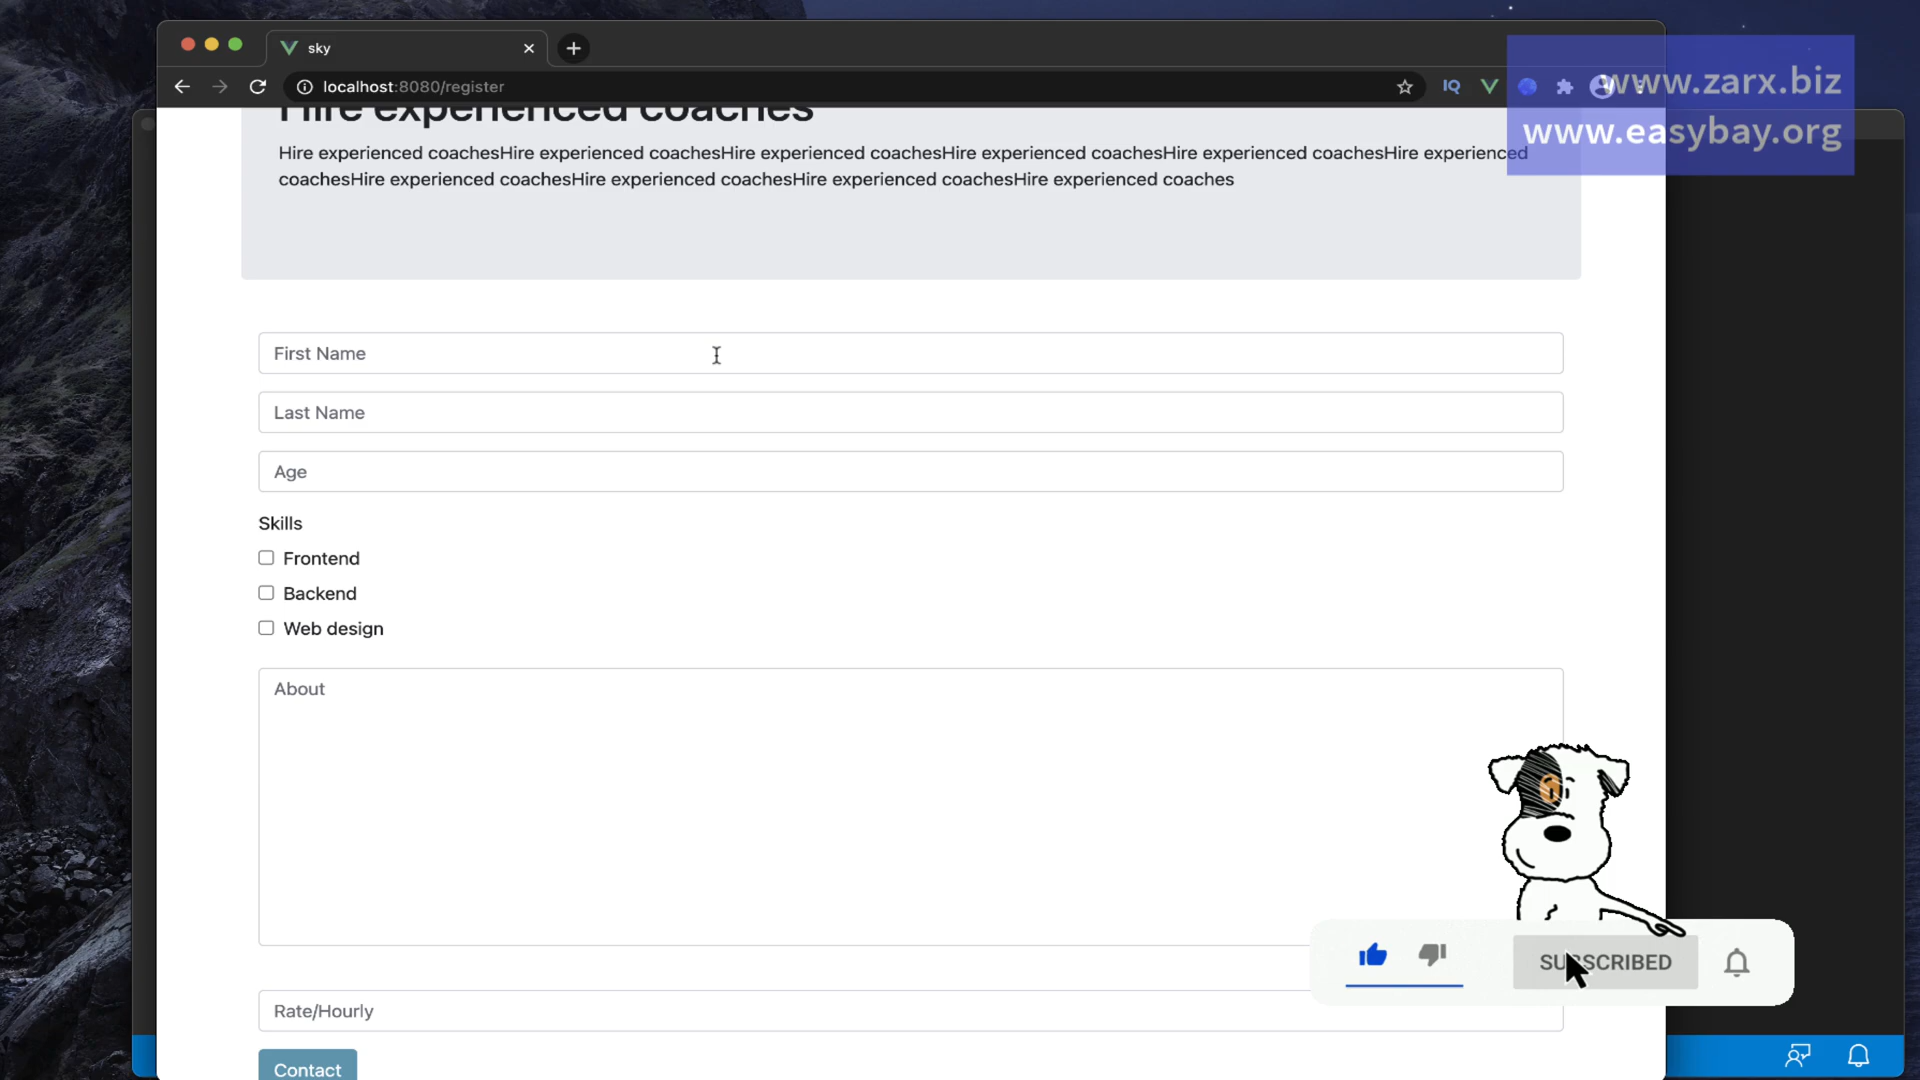 sky
localhost:8080/register
IQ
www.zarx.biz
www.easybay.org
Hire experienced coaches
Hire experienced coachesHire experienced coachesHire experienced coachesHire experienced coachesHire experienced coachesHire experienced
coachesHire experienced coachesHire experienced coachesHire experienced coachesHire experienced coaches
First Name
Last Name
Age
Skills
Frontend
Backend
Web design
About
SUBSCRIBED
Rate/Hourly
Contact